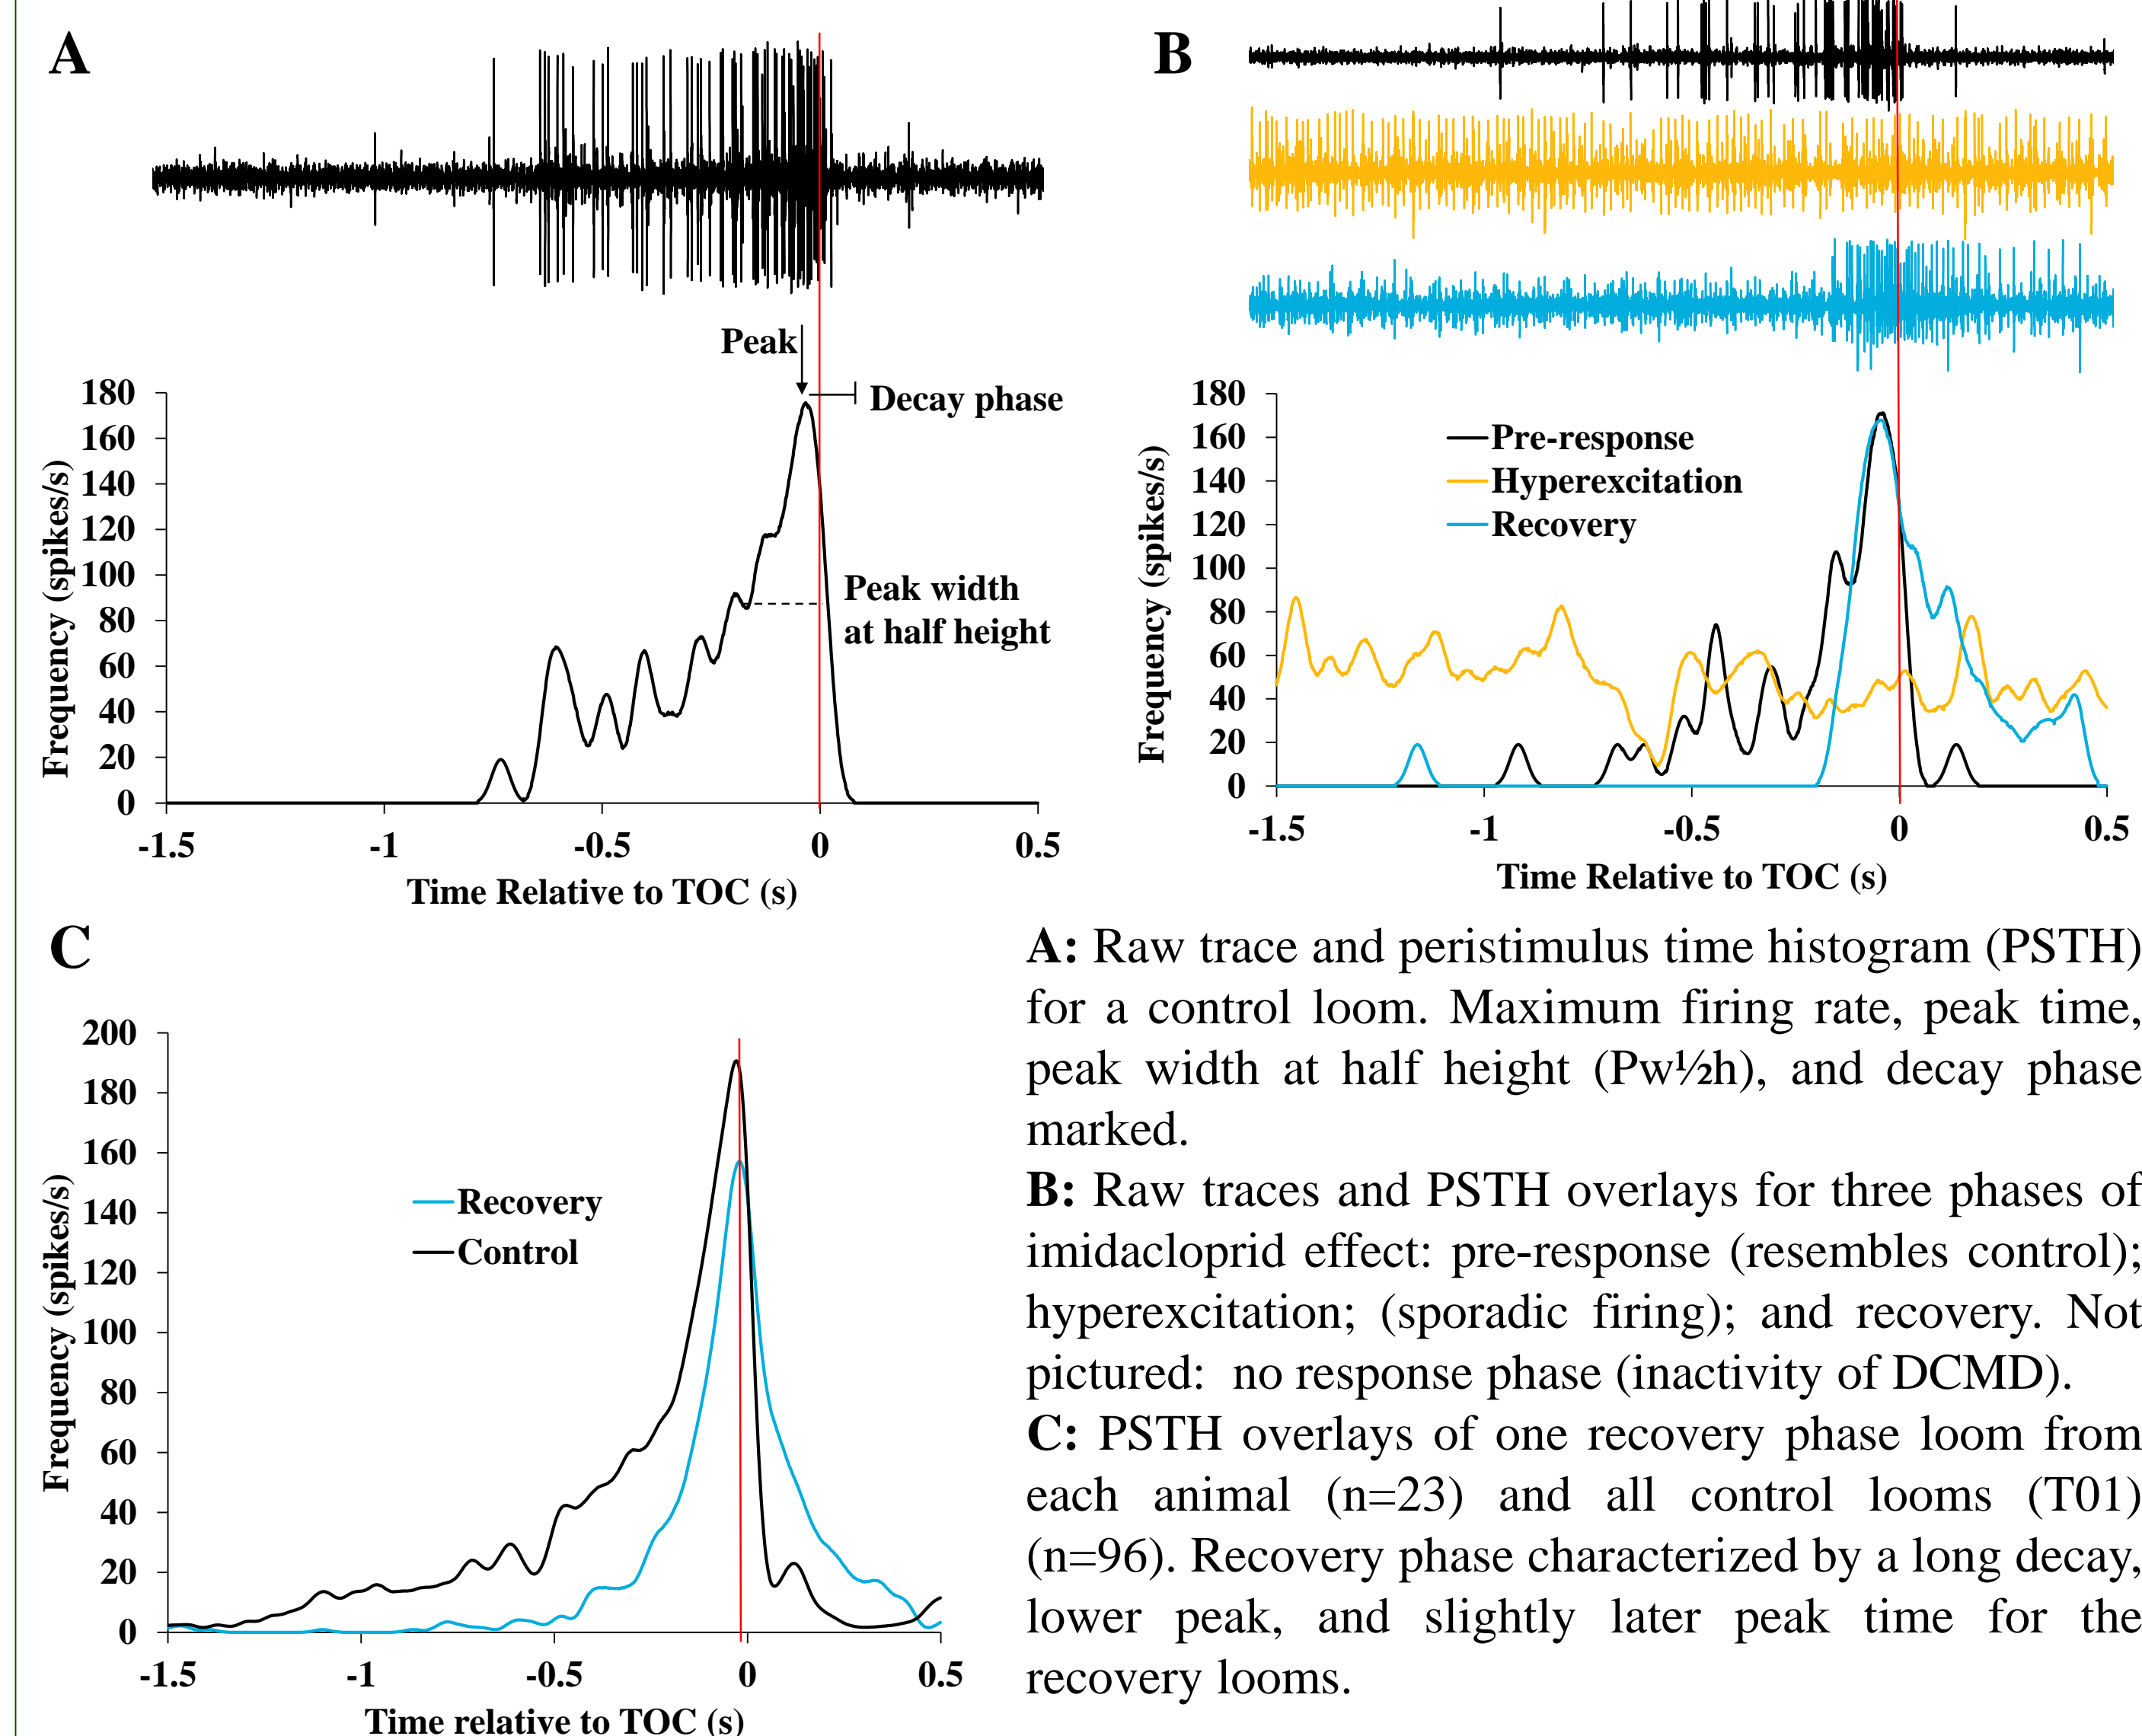 A
B
Peak
Decay phase
180
160
140
120
100
80
60
40
20
0
Frequency (spikes/s)
Peak width
at half height
-1.5
-1
-0.5
0
0.5
Time Relative to TOC (s)
180
160
140
120
100
80
60
40
20
0
Frequency (spikes/s)
Pre-response
Hyperexcitation
Recovery
-1.5
-1
-0.5
0
0.5
Time Relative to TOC (s)
C
200
180
160
140
120
100
80
60
40
20
0
Frequency (spikes/s)
Recovery
Control
-1.5
-1
-0.5
0
0.5
Time relative to TOC (s)
A: Raw trace and peristimulus time histogram (PSTH)
for a control loom. Maximum firing rate, peak time,
peak width at half height (Pw½h), and decay phase
marked.
B: Raw traces and PSTH overlays for three phases of
imidacloprid effect: pre-response (resembles control);
hyperexcitation; (sporadic firing); and recovery. Not
pictured: no response phase (inactivity of DCMD).
C: PSTH overlays of one recovery phase loom from
each animal (n=23) and all control looms (T01)
(n=96). Recovery phase characterized by a long decay,
lower peak, and slightly later peak time for the
recovery looms.